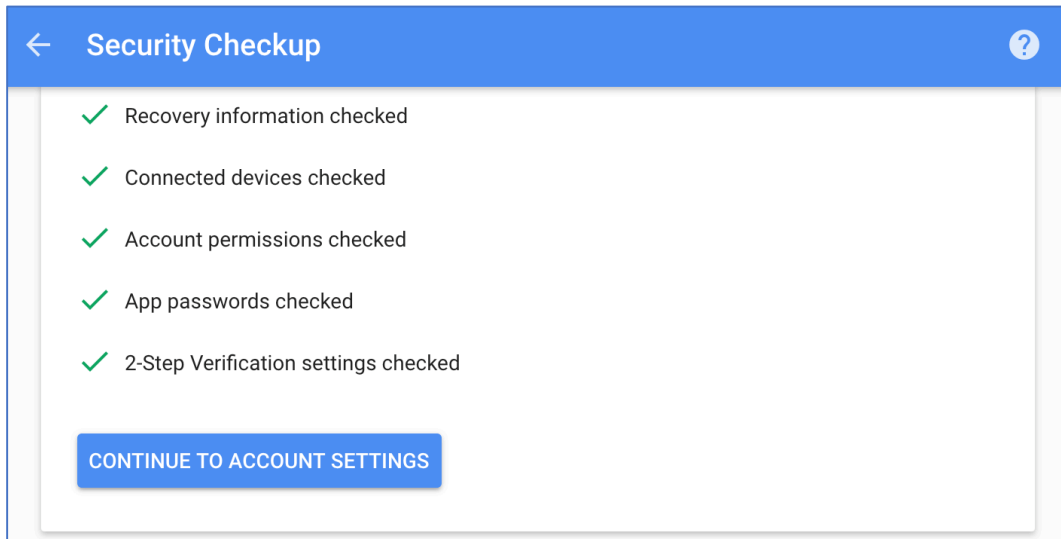 Security Checkup
Recovery information checked
Connected devices checked
Account permissions checked
App passwords checked
2-Step Verification settings checked
CONTINUE TO ACCOUNT SETTINGS